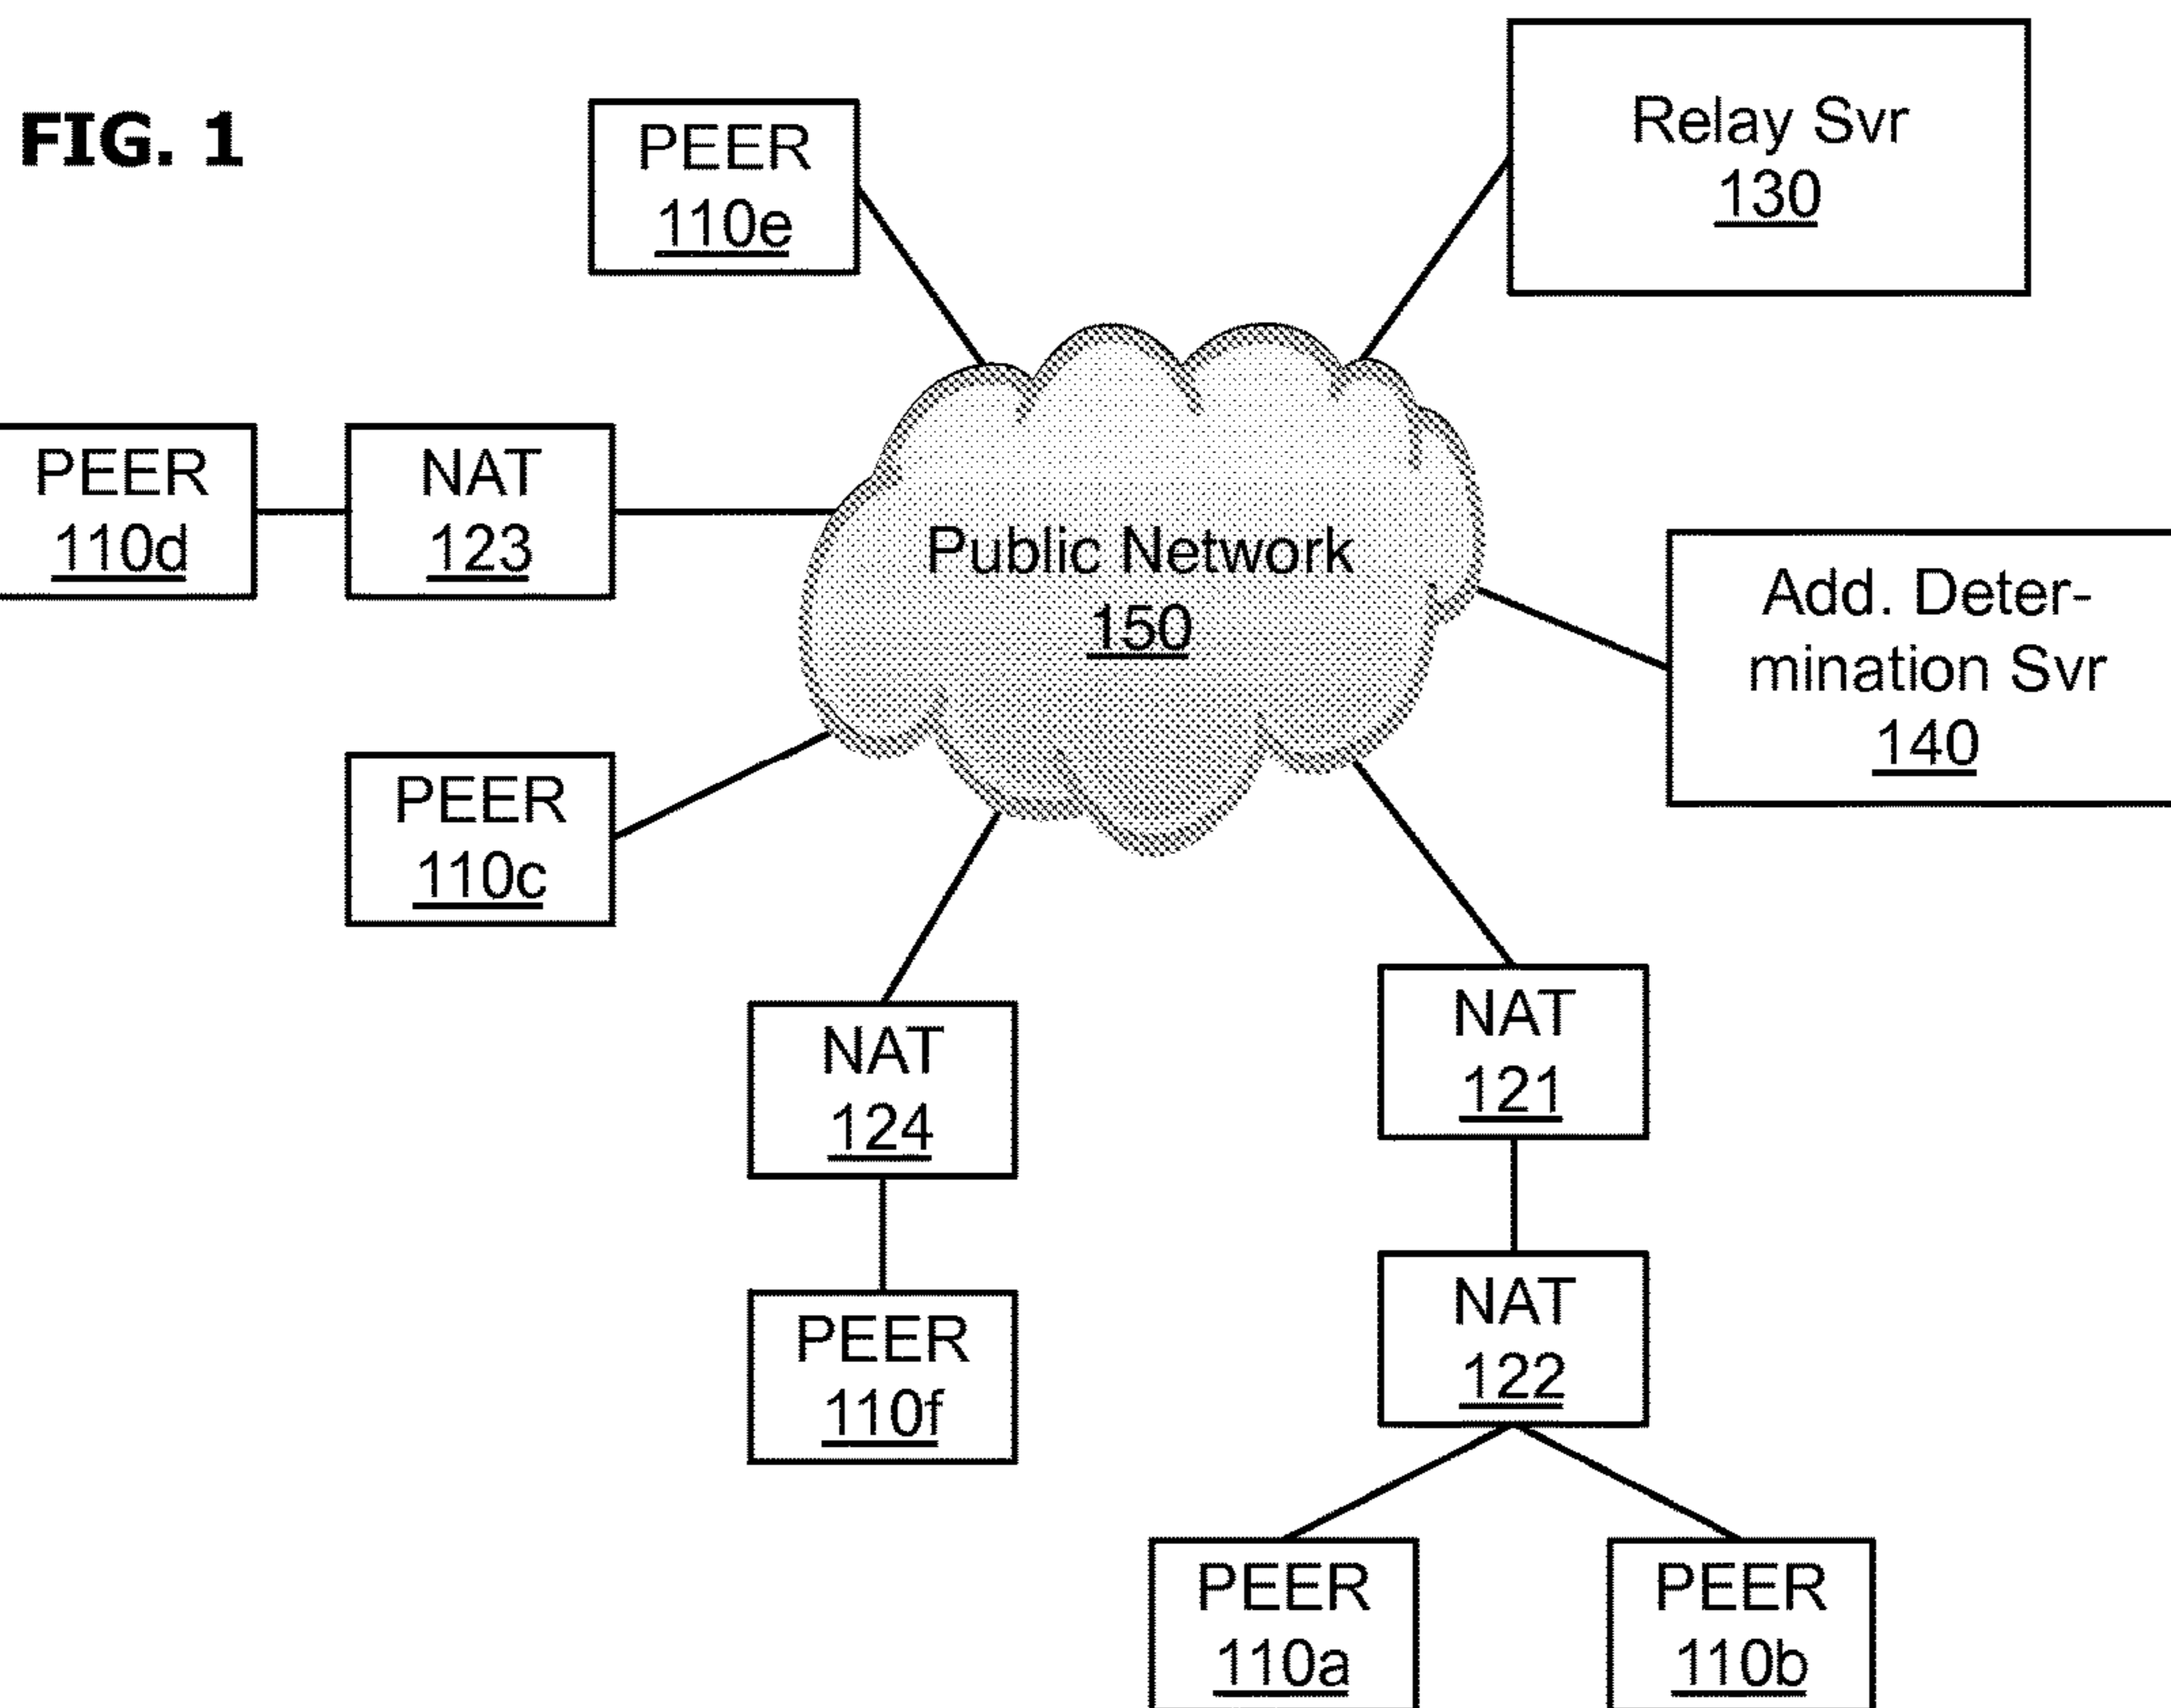 FIG. 1
PEER
110e
Relay Svr
130
PEER
110d
NAT
123
Public Network
150
Add. Deter-
mination Svr
140
PEER
110c
NAT
124
NAT
121
PEER
110f
NAT
122
PEER
110a
PEER
110b